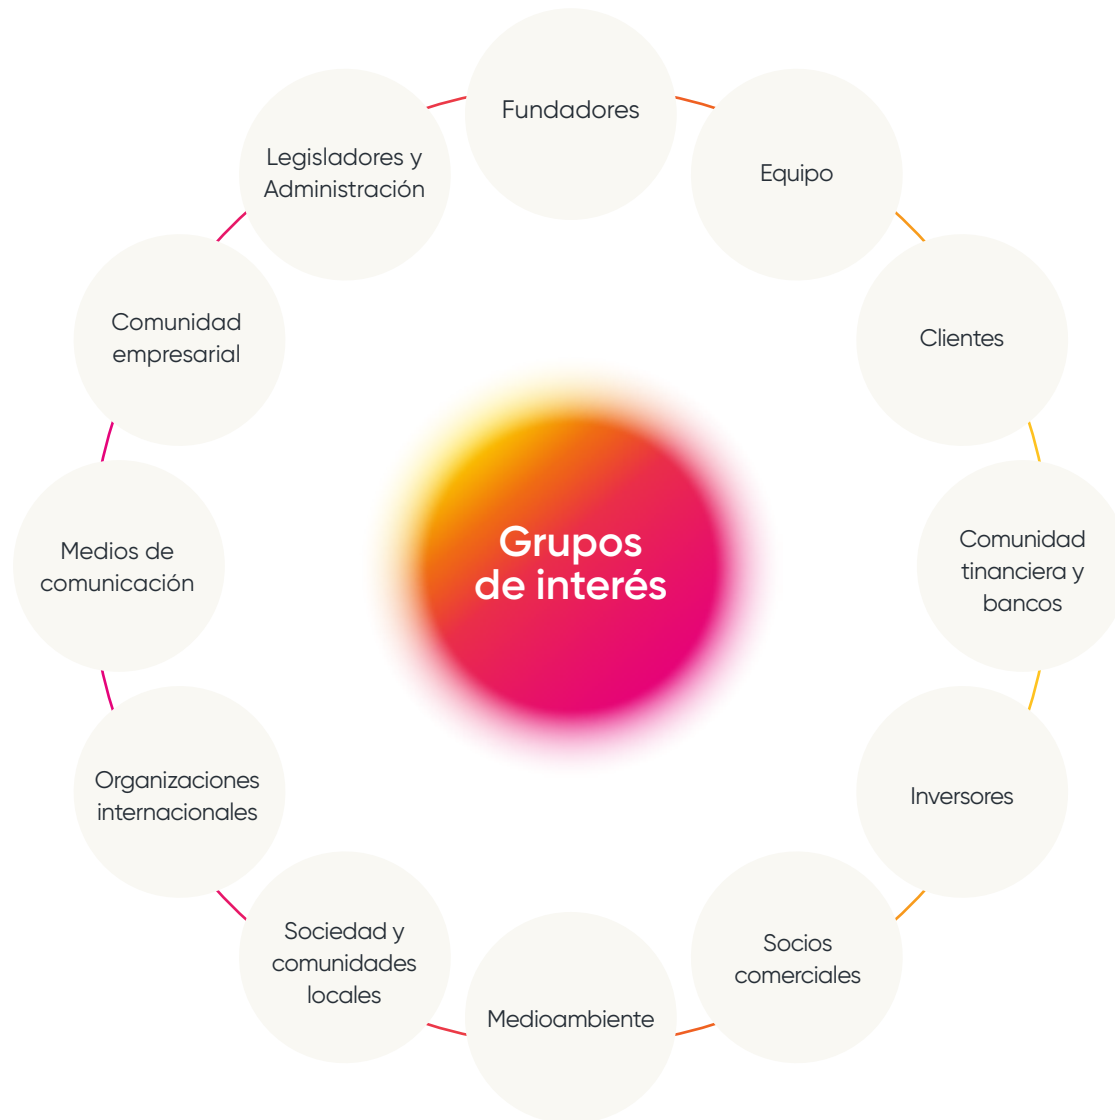 Fundadores
Equipo
Clientes
Comunidad
tinanciera y
bancos
Inversores
Socios
comerciales
Medioambiente
Sociedad y
comunidades
locales
Organizaciones
internacionales
Medios de
comunicación
Comunidad
empresarial
Legisladores y
Administración
Grupos
de interés